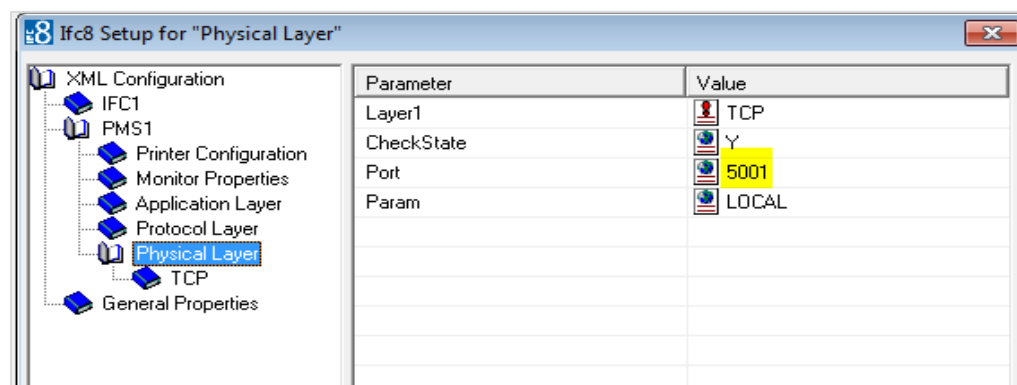 8 Ifc8 Setup for "Physical Layer"
XML Configuration
IFC1
PMS1
Printer Configuration
Monitor Properties
Application Layer
Protocol Layer
Physical Layer
TCP
General Properties
Parameter Value
Layer1 TCP
CheckState Y
Port 5001
Param LOCAL